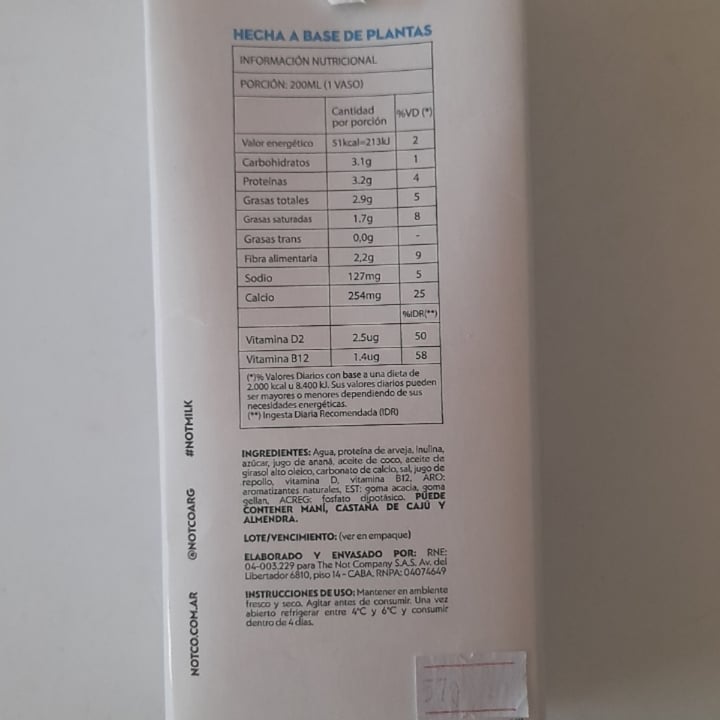 HECHA A BASE DE PLANTAS
INFORMACIÓN NUTRICIONAL
PORCIÓN: 200ML (1 VASO)
Cantidad por porción %VD (*)
Valor energético 51kcal=213kJ 2
Carbohidratos 3.1g 1
Proteínas 3.2g 4
Grasas totales 2.9g 5
Grasas saturadas 1.7g 8
Grasas trans 0,0g -
Fibra alimentaria 2,2g 9
Sodio 127mg 5
Calcio 254mg 25
%IDR(**)
Vitamina D2 2.5ug 50
Vitamina B12 1.4ug 58
(*)% Valores Diarios con base a una dieta de
2.000 kcal u 8.400 kJ. Sus valores diarios pueden
ser mayores o menores dependiendo de sus
necesidades energéticas.
(**) Ingesta Diaria Recomendada (IDR)
INGREDIENTES: Agua, proteína de arveja, inulina,
azúcar, jugo de ananá, aceite de coco, aceite de
girasol alto oleico, carbonato de calcio, sal, jugo de
repollo, vitamina D, vitamina B12, ARO:
aromatizantes naturales, EST: goma acacia, goma
gellan, ACREG: fosfato dipotásico. PUEDE
CONTENER MANÍ, CASTAÑA DE CAJÚ Y
ALMENDRA.
LOTE/VENCIMIENTO: (ver en empaque)
ELABORADO Y ENVASADO POR: RNE:
04-003.229 para The Not Company S.A.S. Av. del
Libertador 6810, piso 14 - CABA. RNPA: 04074649
INSTRUCCIONES DE USO: Mantener en ambiente
fresco y seco. Agitar antes de consumir. Una vez
abierto refrigerar entre 4°C y 6°C y consumir
dentro de 4 días.
NOTCO.COM.AR @NOTCOARG #NOTMILK